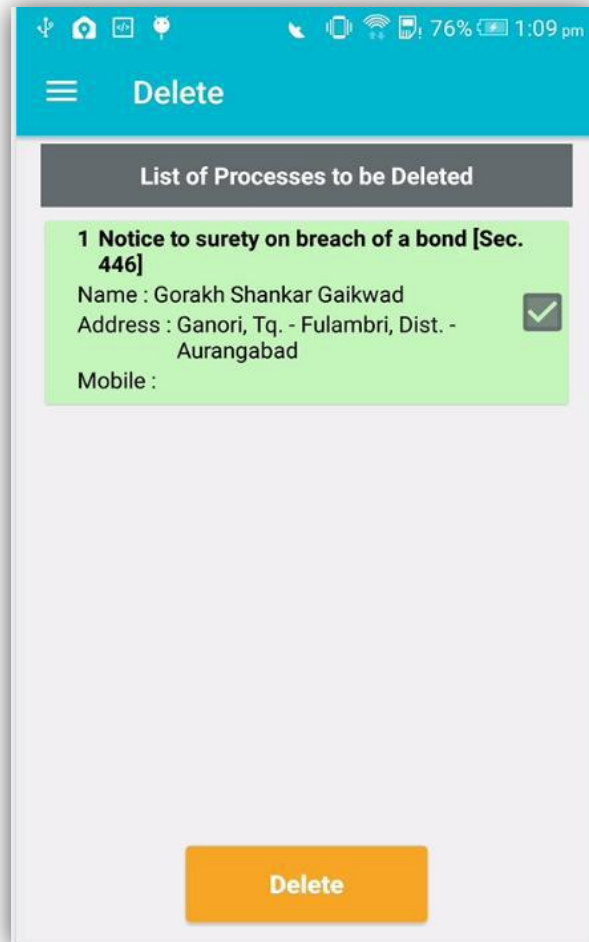 76% 1:09 pm
Delete
List of Processes to be Deleted
1 Notice to surety on breach of a bond [Sec.
446]
Name : Gorakh Shankar Gaikwad
Address : Ganori, Tq. - Fulambri, Dist. -
Aurangabad
Mobile :
Delete